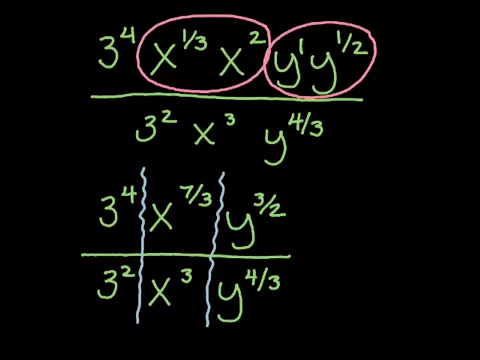 3^4 x^{1/3} x^2 y^1 y^{1/2}
3^2 x^3 y^{4/3}
3^4 x^{7/3} y^{3/2}
3^2 x^3 y^{4/3}